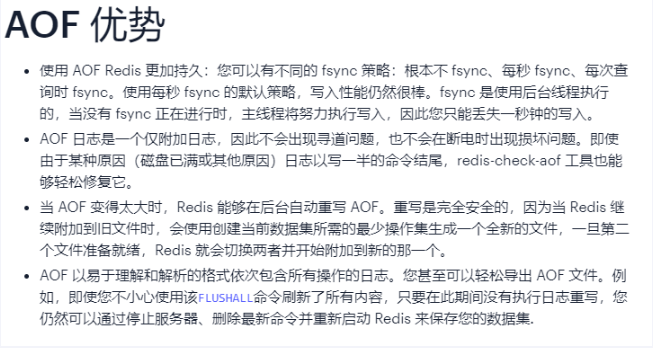 AOF 优势
使用 AOF Redis 更加持久：您可以有不同的 fsync 策略：根本不 fsync、每秒 fsync、每次查
询时 fsync。使用每秒 fsync 的默认策略，写入性能仍然很棒。fsync 是使用后台线程执行
的，当没有 fsync 正在进行时，主线程将努力执行写入，因此您只能丢失一秒钟的写入。
AOF 日志是一个仅附加日志，因此不会出现寻道问题，也不会在断电时出现损坏问题。即使
由于某种原因（磁盘已满或其他原因）日志以写一半的命令结尾，redis-check-aof 工具也能
够轻松修复它。
当 AOF 变得太大时，Redis 能够在后台自动重写 AOF。重写是完全安全的，因为当 Redis 继
续附加到旧文件时，会使用创建当前数据集所需的最少操作集生成一个全新的文件，一旦第二
个文件准备就绪，Redis 就会切换两者并开始附加到新的那一个。
AOF 以易于理解和解析的格式依次包含所有操作的日志。您甚至可以轻松导出 AOF 文件。例
如，即使您不小心使用该FLUSHALL命令刷新了所有内容，只要在此期间没有执行日志重写，您
仍然可以通过停止服务器、删除最新命令并重新启动 Redis 来保存您的数据集.